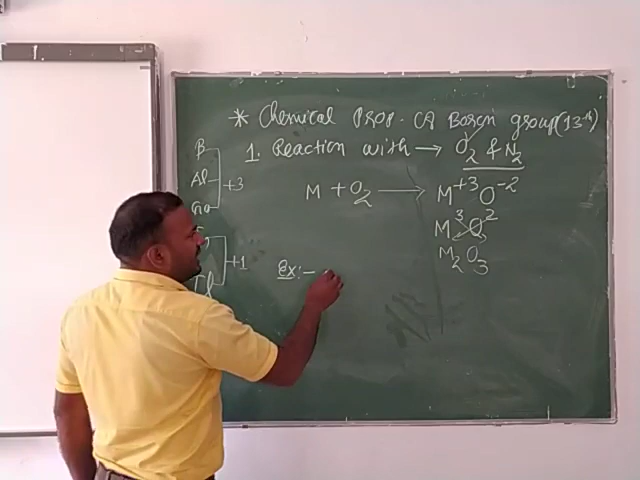 * Chemical Prop. Of Boron group (13th)
1. Reaction with → O2 & N2
B
Al
Ga
+3
+1
Tl
M + O2 → M+3 O-2
M3 O2
M2 O3
Ex:-